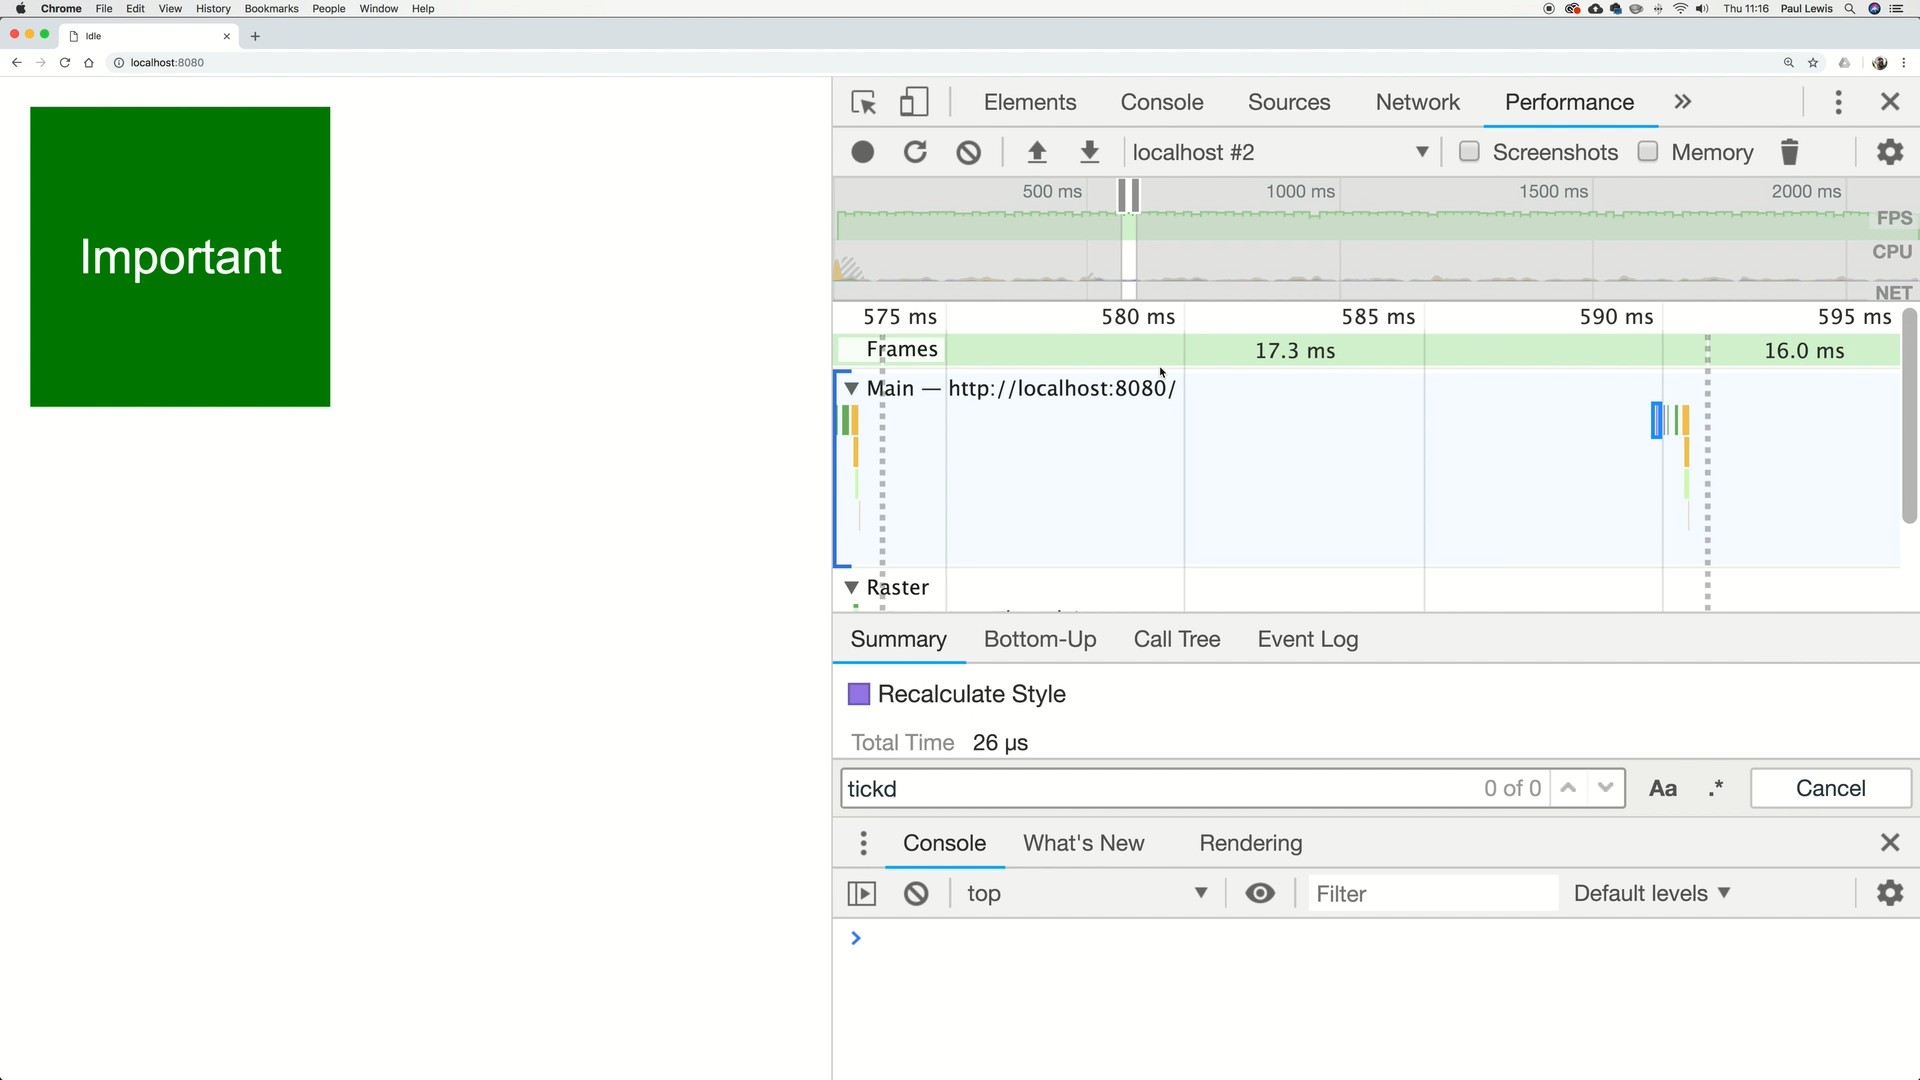 Chrome File Edit View History Bookmarks People Window Help Thu 11:16 Paul Lewis
Idle
localhost:8080
Important
Elements Console Sources Network Performance
localhost #2 Screenshots Memory
500 ms 1000 ms 1500 ms 2000 ms
FPS
CPU
NET
575 ms 580 ms 585 ms 590 ms 595 ms
Frames 17.3 ms 16.0 ms
Main — http://localhost:8080/
Raster
Summary Bottom-Up Call Tree Event Log
Recalculate Style
Total Time 26 μs
tickd 0 of 0 Aa .* Cancel
Console What's New Rendering
top Filter Default levels